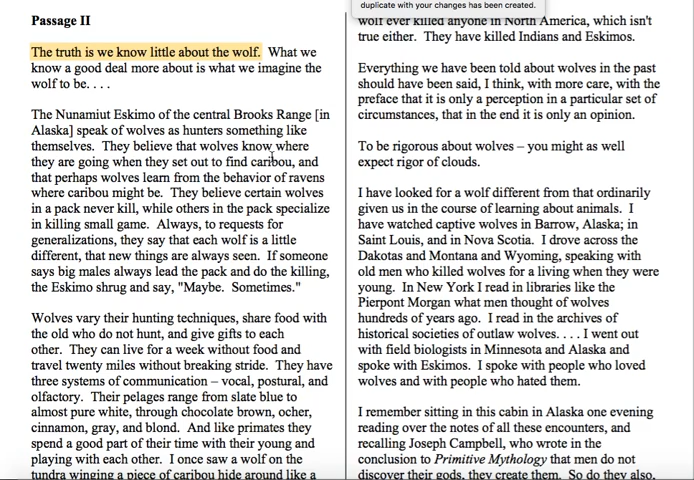 duplicate with your changes has been created.
Passage II
The truth is we know little about the wolf. What we
know a good deal more about is what we imagine the
wolf to be. . . .
The Nunamiut Eskimo of the central Brooks Range [in
Alaska] speak of wolves as hunters something like
themselves. They believe that wolves know where
they are going when they set out to find caribou, and
that perhaps wolves learn from the behavior of ravens
where caribou might be. They believe certain wolves
in a pack never kill, while others in the pack specialize
in killing small game. Always, to requests for
generalizations, they say that each wolf is a little
different, that new things are always seen. If someone
says big males always lead the pack and do the killing,
the Eskimo shrug and say, "Maybe. Sometimes."
Wolves vary their hunting techniques, share food with
the old who do not hunt, and give gifts to each
other. They can live for a week without food and
travel twenty miles without breaking stride. They have
three systems of communication – vocal, postural, and
olfactory. Their pelages range from slate blue to
almost pure white, through chocolate brown, ocher,
cinnamon, gray, and blond. And like primates they
spend a good part of their time with their young and
playing with each other. I once saw a wolf on the
tundra winging a piece of caribou hide around like a
wolf ever killed anyone in North America, which isn't
true either. They have killed Indians and Eskimos.
Everything we have been told about wolves in the past
should have been said, I think, with more care, with the
preface that it is only a perception in a particular set of
circumstances, that in the end it is only an opinion.
To be rigorous about wolves – you might as well
expect rigor of clouds.
I have looked for a wolf different from that ordinarily
given us in the course of learning about animals. I
have watched captive wolves in Barrow, Alaska; in
Saint Louis, and in Nova Scotia. I drove across the
Dakotas and Montana and Wyoming, speaking with
old men who killed wolves for a living when they were
young. In New York I read in libraries like the
Pierpont Morgan what men thought of wolves
hundreds of years ago. I read in the archives of
historical societies of outlaw wolves. . . . I went out
with field biologists in Minnesota and Alaska and
spoke with Eskimos. I spoke with people who loved
wolves and with people who hated them.
I remember sitting in this cabin in Alaska one evening
reading over the notes of all these encounters, and
recalling Joseph Campbell, who wrote in the
conclusion to Primitive Mythology that men do not
discover their gods, they create them. So do they also,